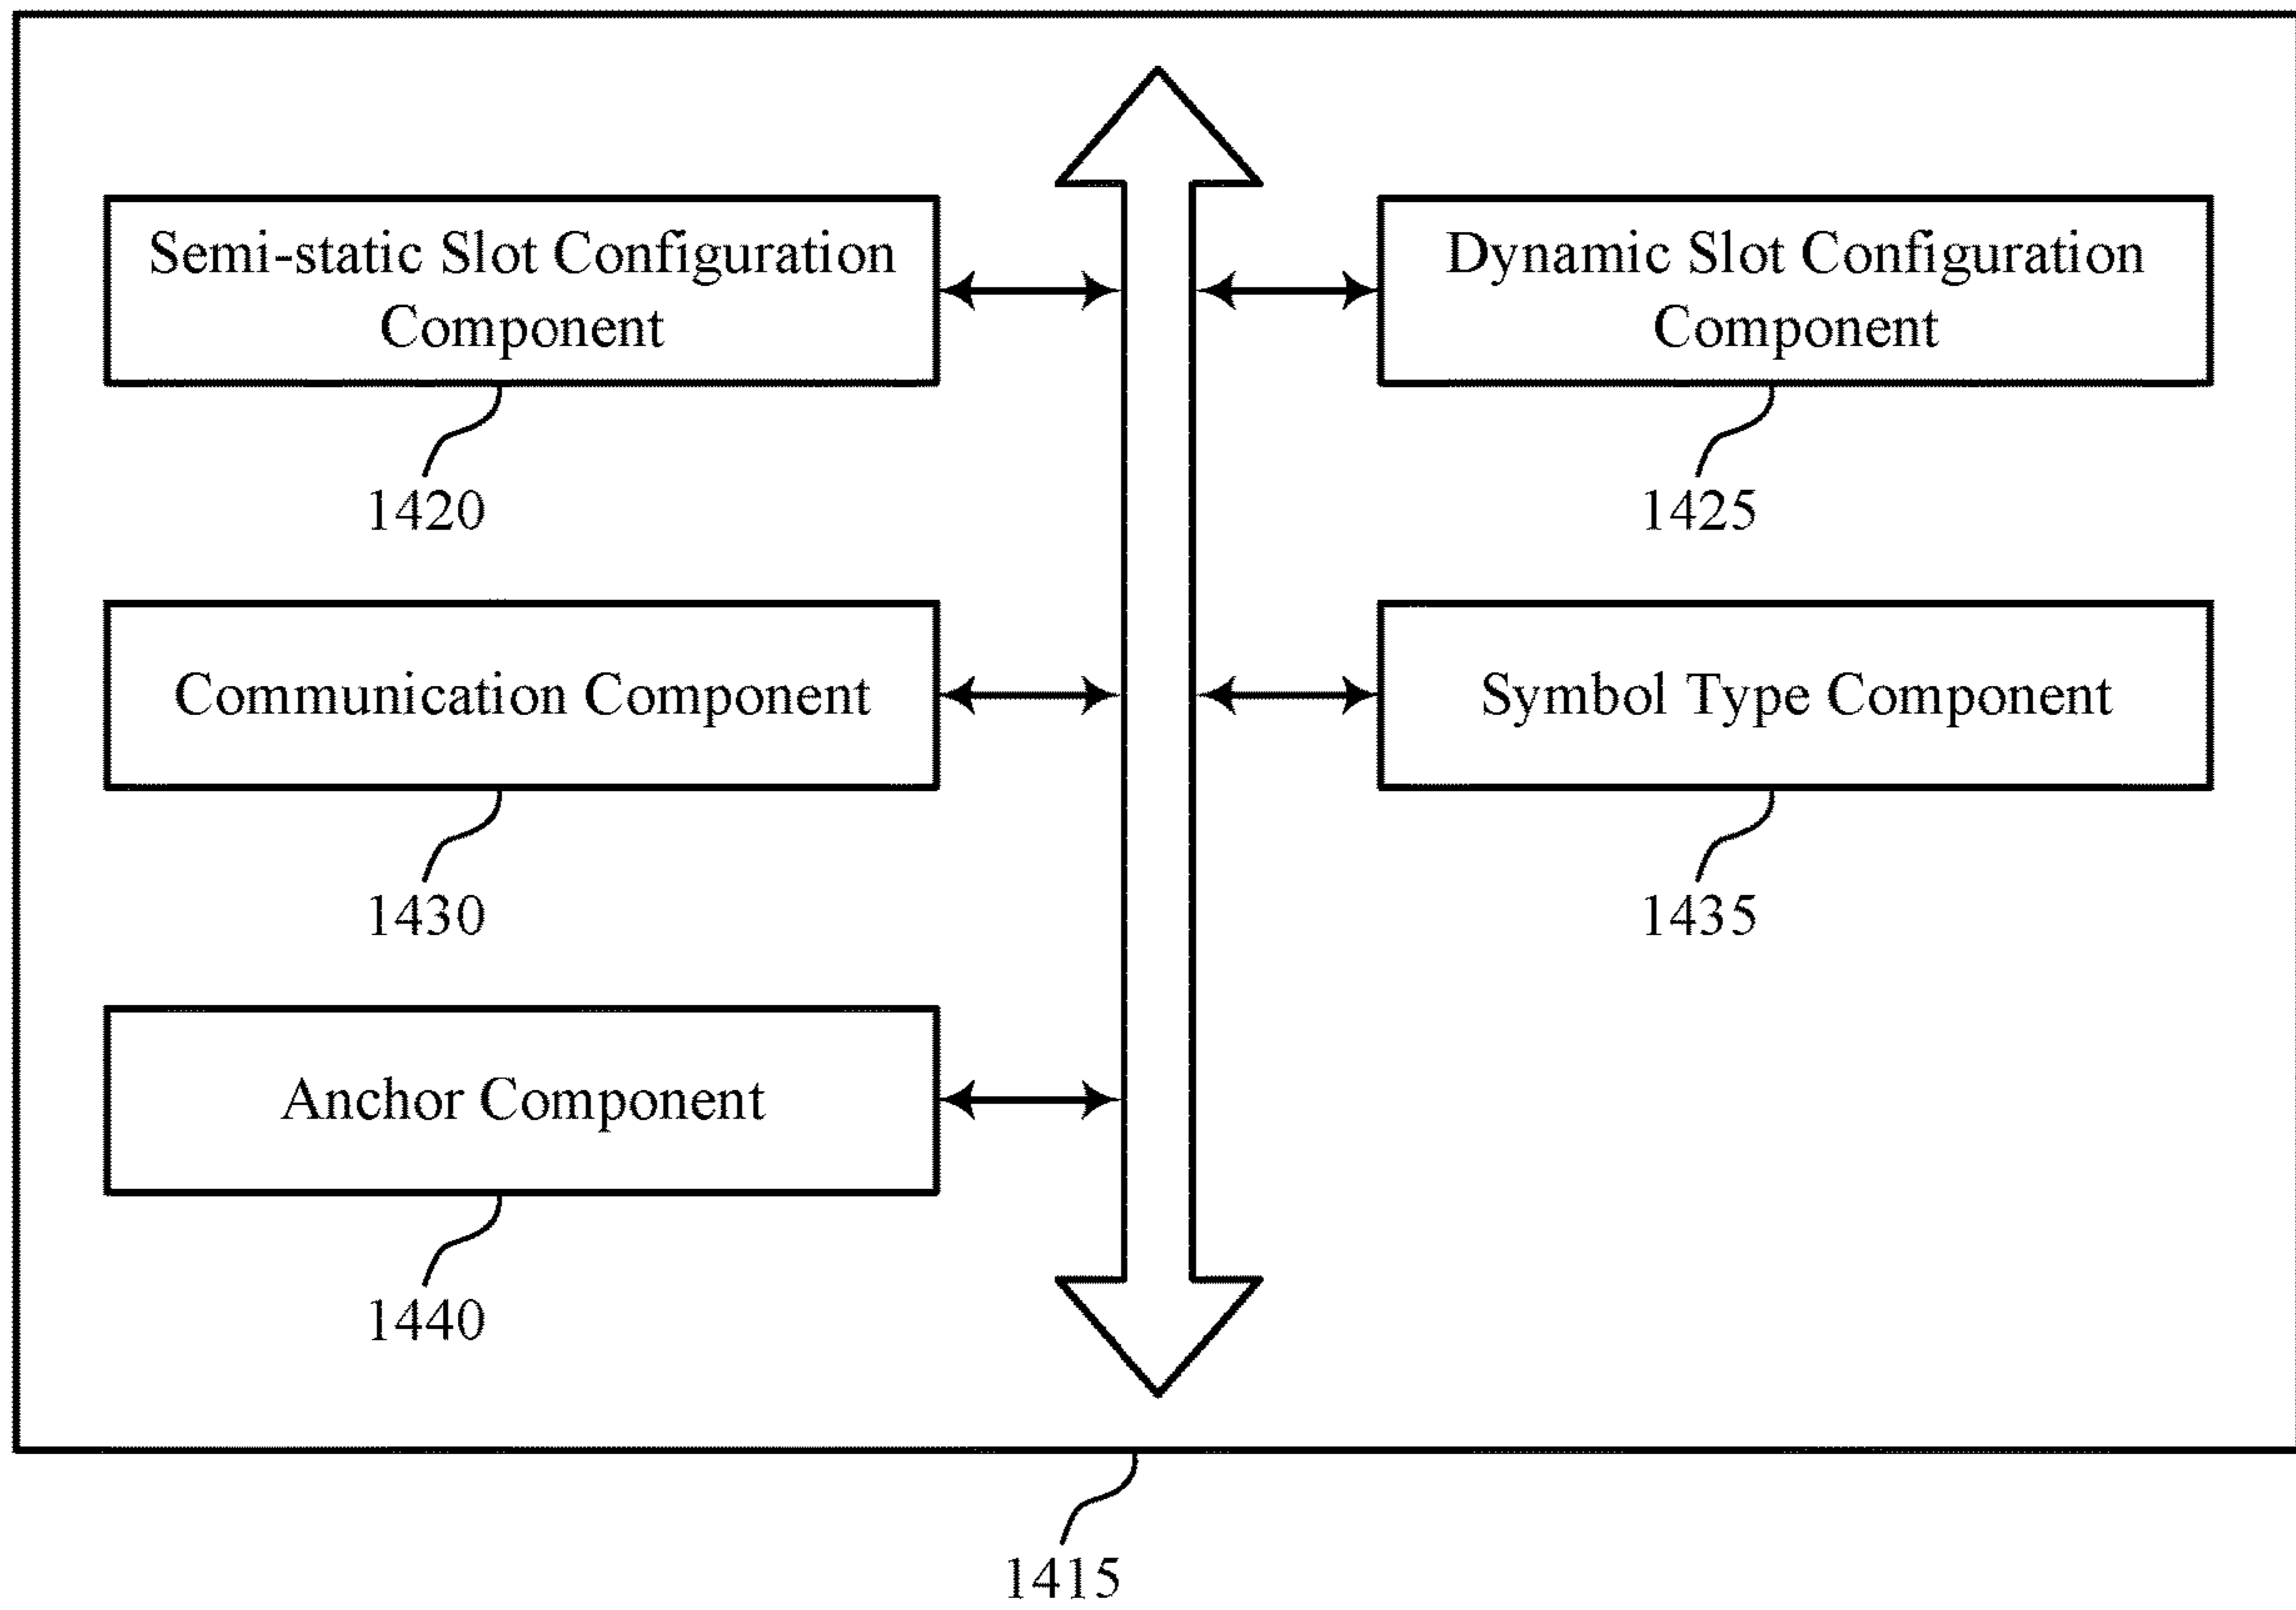 Semi-static Slot Configuration
Component
1420
Dynamic Slot Configuration
Component
1425
Communication Component
1430
Symbol Type Component
1435
Anchor Component
1440
1415